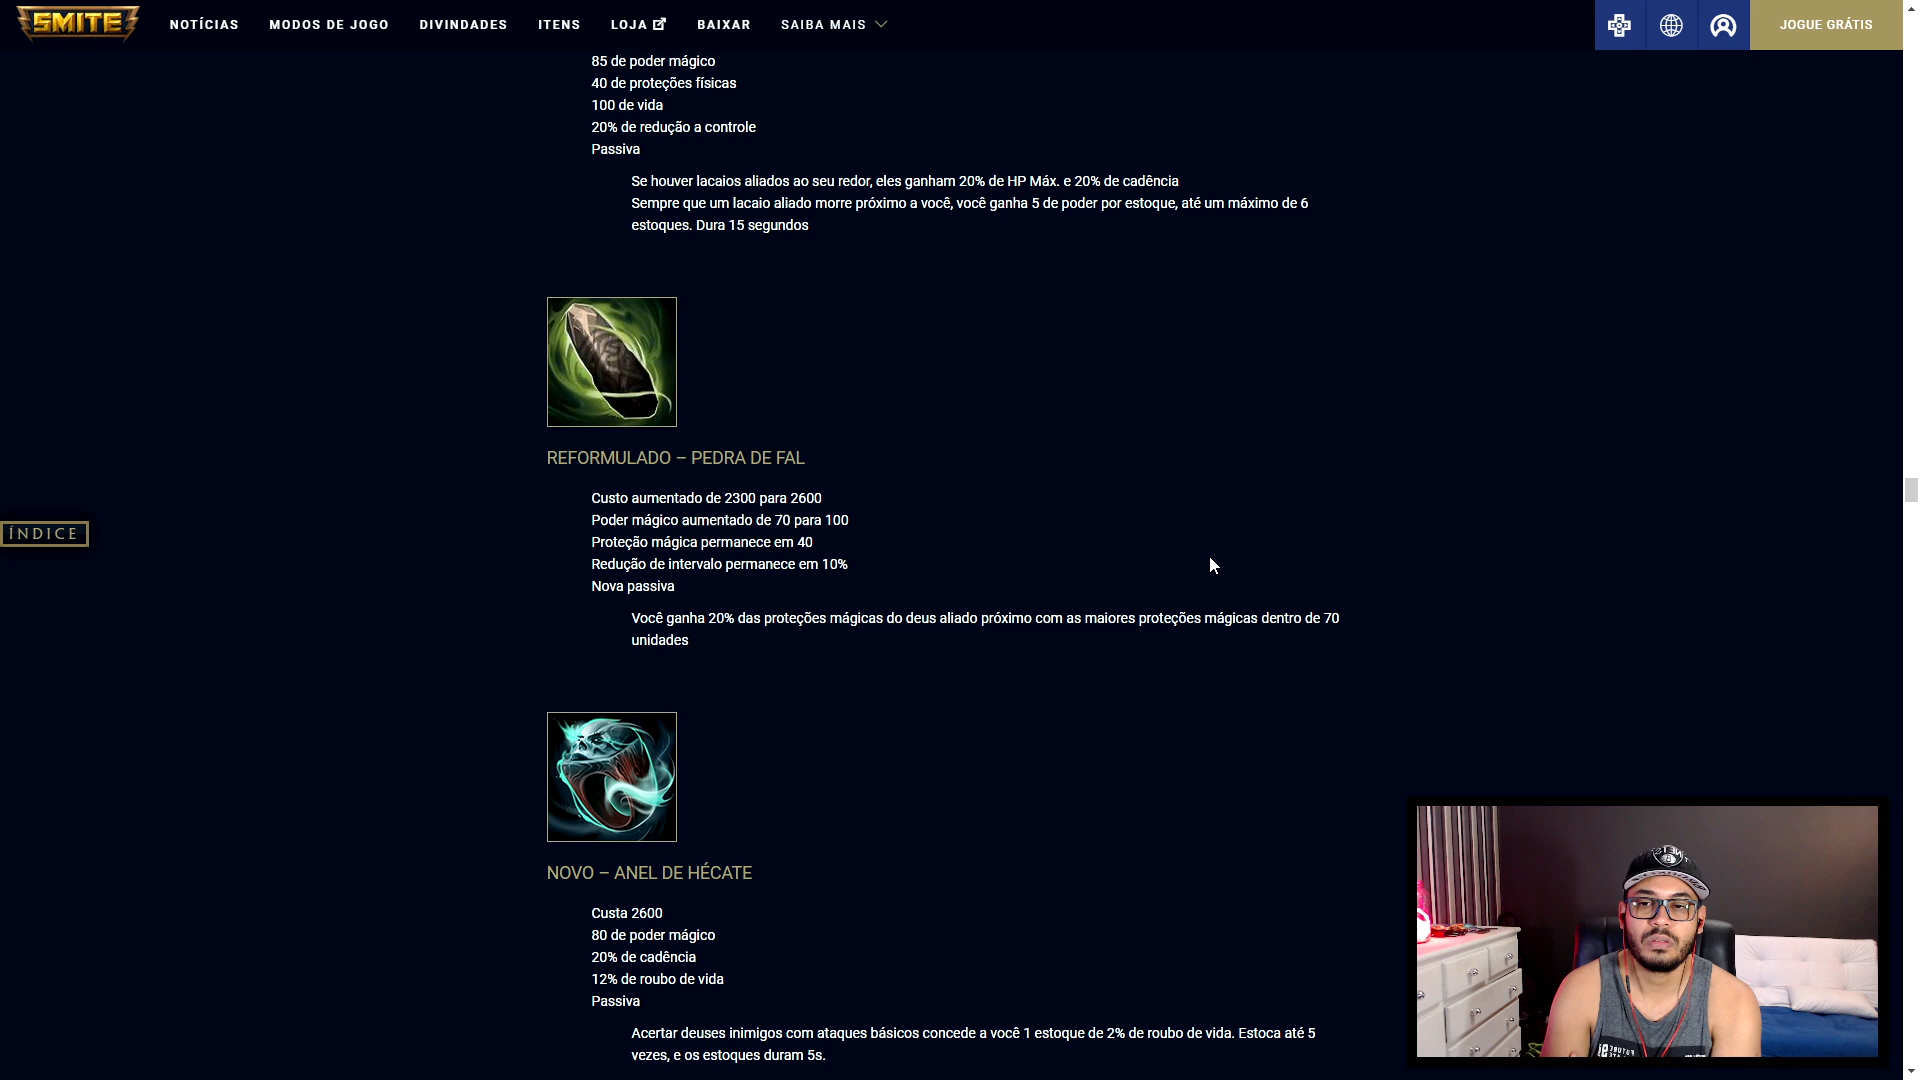 SMITE
NOTÍCIAS
MODOS DE JOGO
DIVINDADES
ITENS
LOJA
BAIXAR
SAIBA MAIS
JOGUE GRÁTIS
85 de poder mágico
40 de proteções físicas
100 de vida
20% de redução a controle
Passiva
Se houver lacaios aliados ao seu redor, eles ganham 20% de HP Máx. e 20% de cadência
Sempre que um lacaio aliado morre próximo a você, você ganha 5 de poder por estoque, até um máximo de 6
estoques. Dura 15 segundos
REFORMULADO – PEDRA DE FAL
Custo aumentado de 2300 para 2600
Poder mágico aumentado de 70 para 100
Proteção mágica permanece em 40
Redução de intervalo permanece em 10%
Nova passiva
Você ganha 20% das proteções mágicas do deus aliado próximo com as maiores proteções mágicas dentro de 70
unidades
ÍNDICE
NOVO – ANEL DE HÉCATE
Custa 2600
80 de poder mágico
20% de cadência
12% de roubo de vida
Passiva
Acertar deuses inimigos com ataques básicos concede a você 1 estoque de 2% de roubo de vida. Estoca até 5
vezes, e os estoques duram 5s.